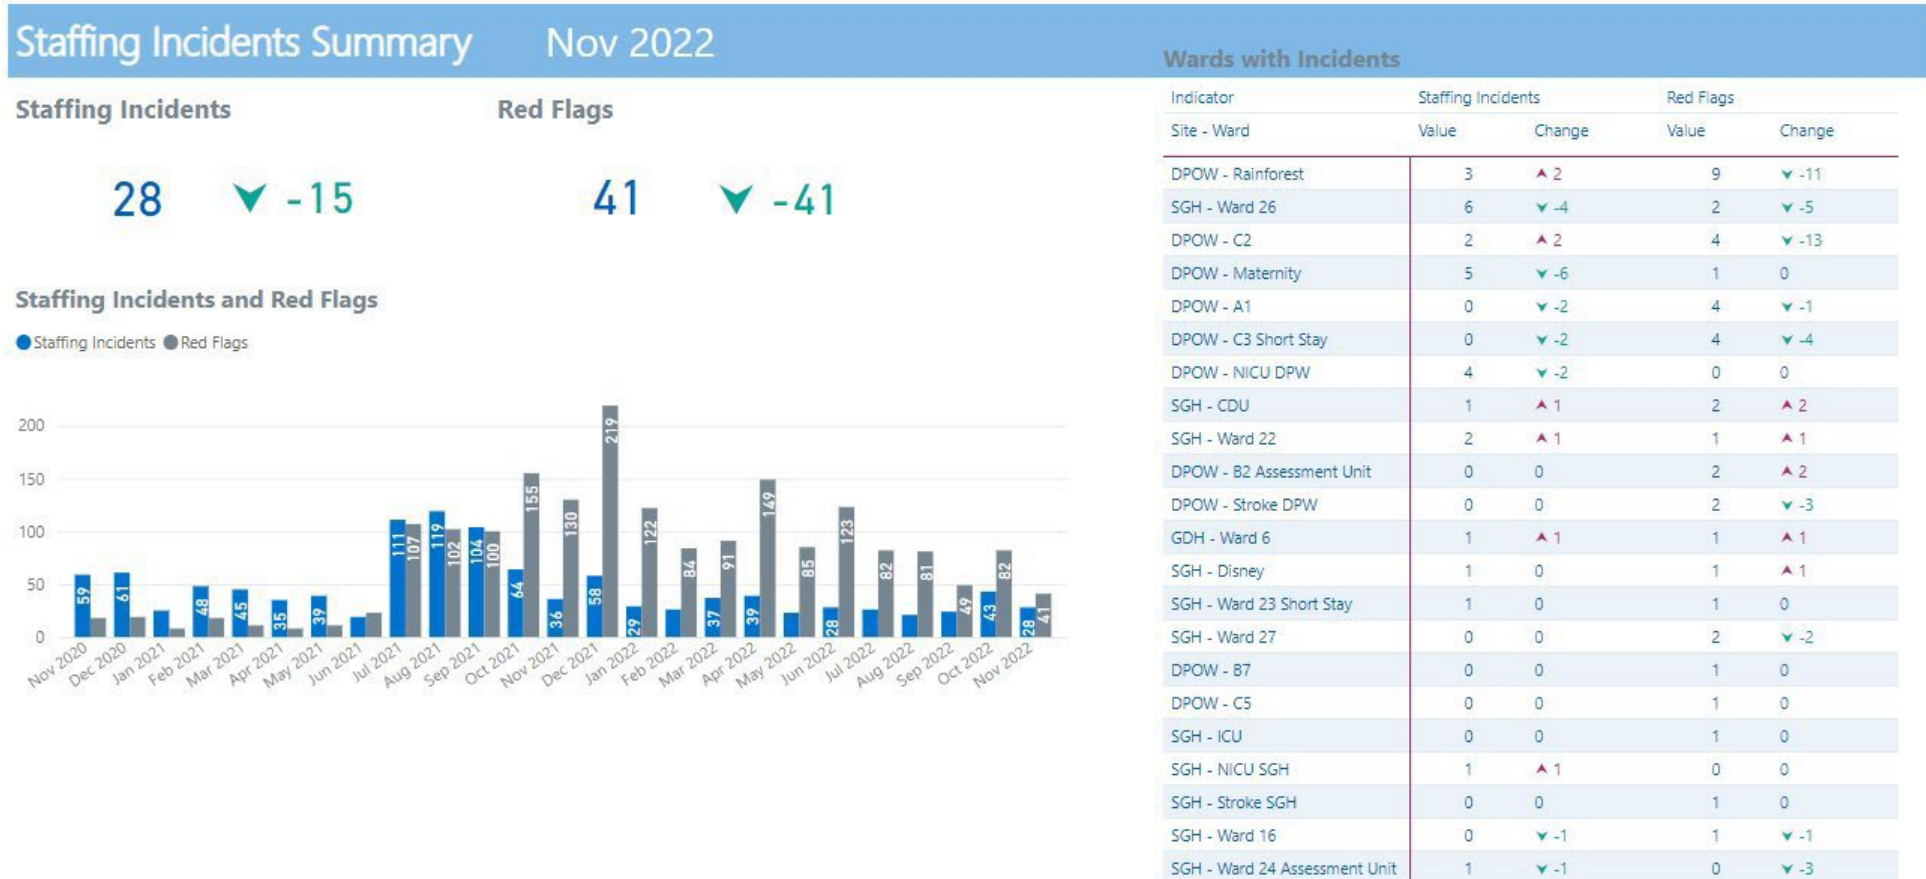 Staffing Incidents Summary Nov 2022
Staffing Incidents Red Flags
28 -15 41 -41
Staffing Incidents and Red Flags
Staffing Incidents Red Flags
200
150
100
50
0
59 61 48 45 35 39 111 107 119 102 104 100 64 155 36 130 58 219 29 122 84 37 91 39 149 85 28 123 82 81 49 43 82 28 41
Nov 2020 Dec 2020 Jan 2021 Feb 2021 Mar 2021 Apr 2021 May 2021 Jun 2021 Jul 2021 Aug 2021 Sep 2021 Oct 2021 Nov 2021 Dec 2021 Jan 2022 Feb 2022 Mar 2022 Apr 2022 May 2022 Jun 2022 Jul 2022 Aug 2022 Sep 2022 Oct 2022 Nov 2022
Wards with Incidents
Indicator Staffing Incidents Red Flags
Site - Ward Value Change Value Change
DPOW - Rainforest 3 2 9 -11
SGH - Ward 26 6 -4 2 -5
DPOW - C2 2 2 4 -13
DPOW - Maternity 5 -6 1 0
DPOW - A1 0 -2 4 -1
DPOW - C3 Short Stay 0 -2 4 -4
DPOW - NICU DPW 4 -2 0 0
SGH - CDU 1 1 2 2
SGH - Ward 22 2 1 1 1
DPOW - B2 Assessment Unit 0 0 2 2
DPOW - Stroke DPW 0 0 2 -3
GDH - Ward 6 1 1 1 1
SGH - Disney 1 0 1 1
SGH - Ward 23 Short Stay 1 0 1 0
SGH - Ward 27 0 0 2 -2
DPOW - B7 0 0 1 0
DPOW - C5 0 0 1 0
SGH - ICU 0 0 1 0
SGH - NICU SGH 1 1 0 0
SGH - Stroke SGH 0 0 1 0
SGH - Ward 16 0 -1 1 -1
SGH - Ward 24 Assessment Unit 1 -1 0 -3